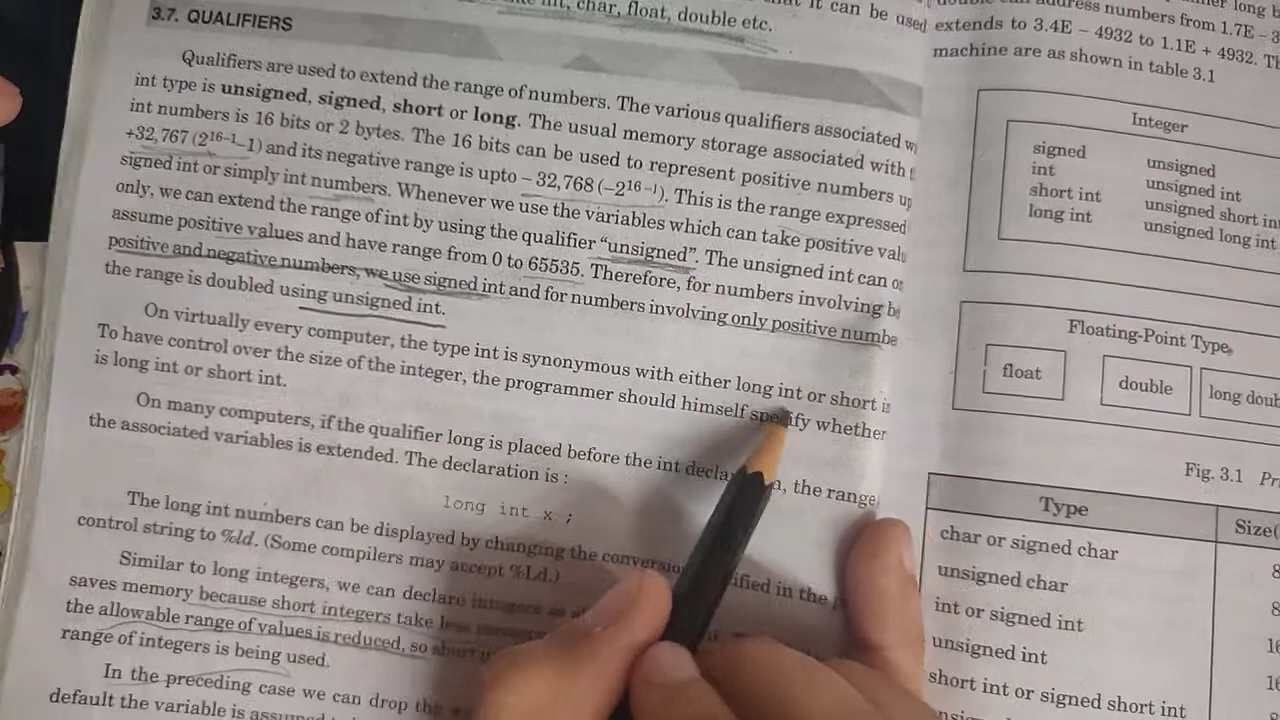 int, char, float, double etc.
it can be used
3.7. QUALIFIERS
Qualifiers are used to extend the range of numbers. The various qualifiers associated
int type is unsigned, signed, short or long. The usual memory storage associated with
int numbers is 16 bits or 2 bytes. The 16 bits can be used to represent positive numbers
+32,767 (2^16–1–1) and its negative range is upto – 32,768 (–2^16–1). This is the range expressed
signed int or simply int numbers. Whenever we use the variables which can take positive
only, we can extend the range of int by using the qualifier "unsigned". The unsigned int can
assume positive values and have range from 0 to 65535. Therefore, for numbers involving
positive and negative numbers, we use signed int and for numbers involving only positive
the range is doubled using unsigned int.
On virtually every computer, the type int is synonymous with either long int or short
To have control over the size of the integer, the programmer should himself specify whether
is long int or short int.
On many computers, if the qualifier long is placed before the int the range
the associated variables is extended. The declaration is :
long int x ;
The long int numbers can be displayed by changing the conversion in the
control string to %ld. (Some compilers may accept %Ld.)
Similar to long integers, we can declare integers as
saves memory because short integers take less
the allowable range of values is reduced, so short
range of integers is being used.
In the preceding case we can drop the
default the variable is
address numbers from 1.7E – 3
extends to 3.4E – 4932 to 1.1E + 4932.
machine are as shown in table 3.1
Integer
signed unsigned
int unsigned int
short int unsigned short int
long int unsigned long int
Floating-Point Type
float double long
Fig. 3.1
Type
char or signed char
unsigned char
int or signed int
unsigned int
short int or signed short int